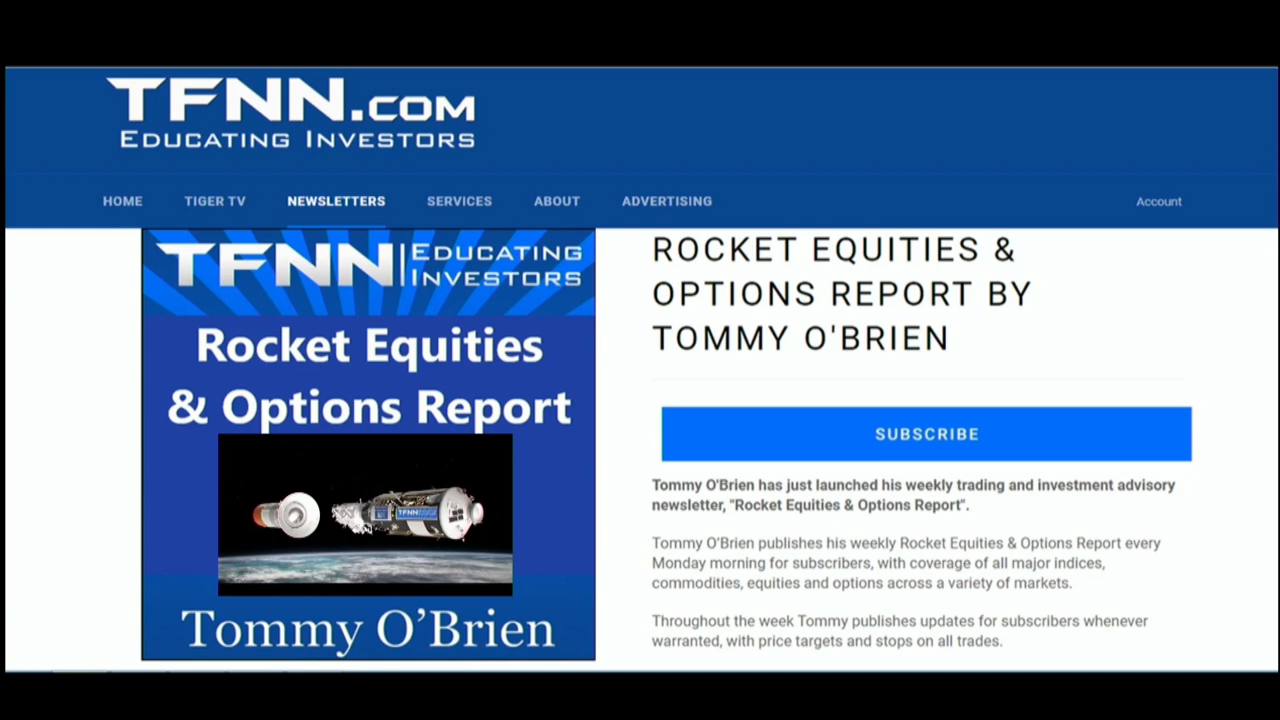 TFNN.COM
EDUCATING INVESTORS
HOME TIGER TV NEWSLETTERS SERVICES ABOUT ADVERTISING Account
TFNN EDUCATING
INVESTORS
Rocket Equities
& Options Report
TFNN
Tommy O'Brien
ROCKET EQUITIES &
OPTIONS REPORT BY
TOMMY O'BRIEN
SUBSCRIBE
Tommy O'Brien has just launched his weekly trading and investment advisory
newsletter, "Rocket Equities & Options Report".
Tommy O'Brien publishes his weekly Rocket Equities & Options Report every
Monday morning for subscribers, with coverage of all major indices,
commodities, equities and options across a variety of markets.
Throughout the week Tommy publishes updates for subscribers whenever
warranted, with price targets and stops on all trades.